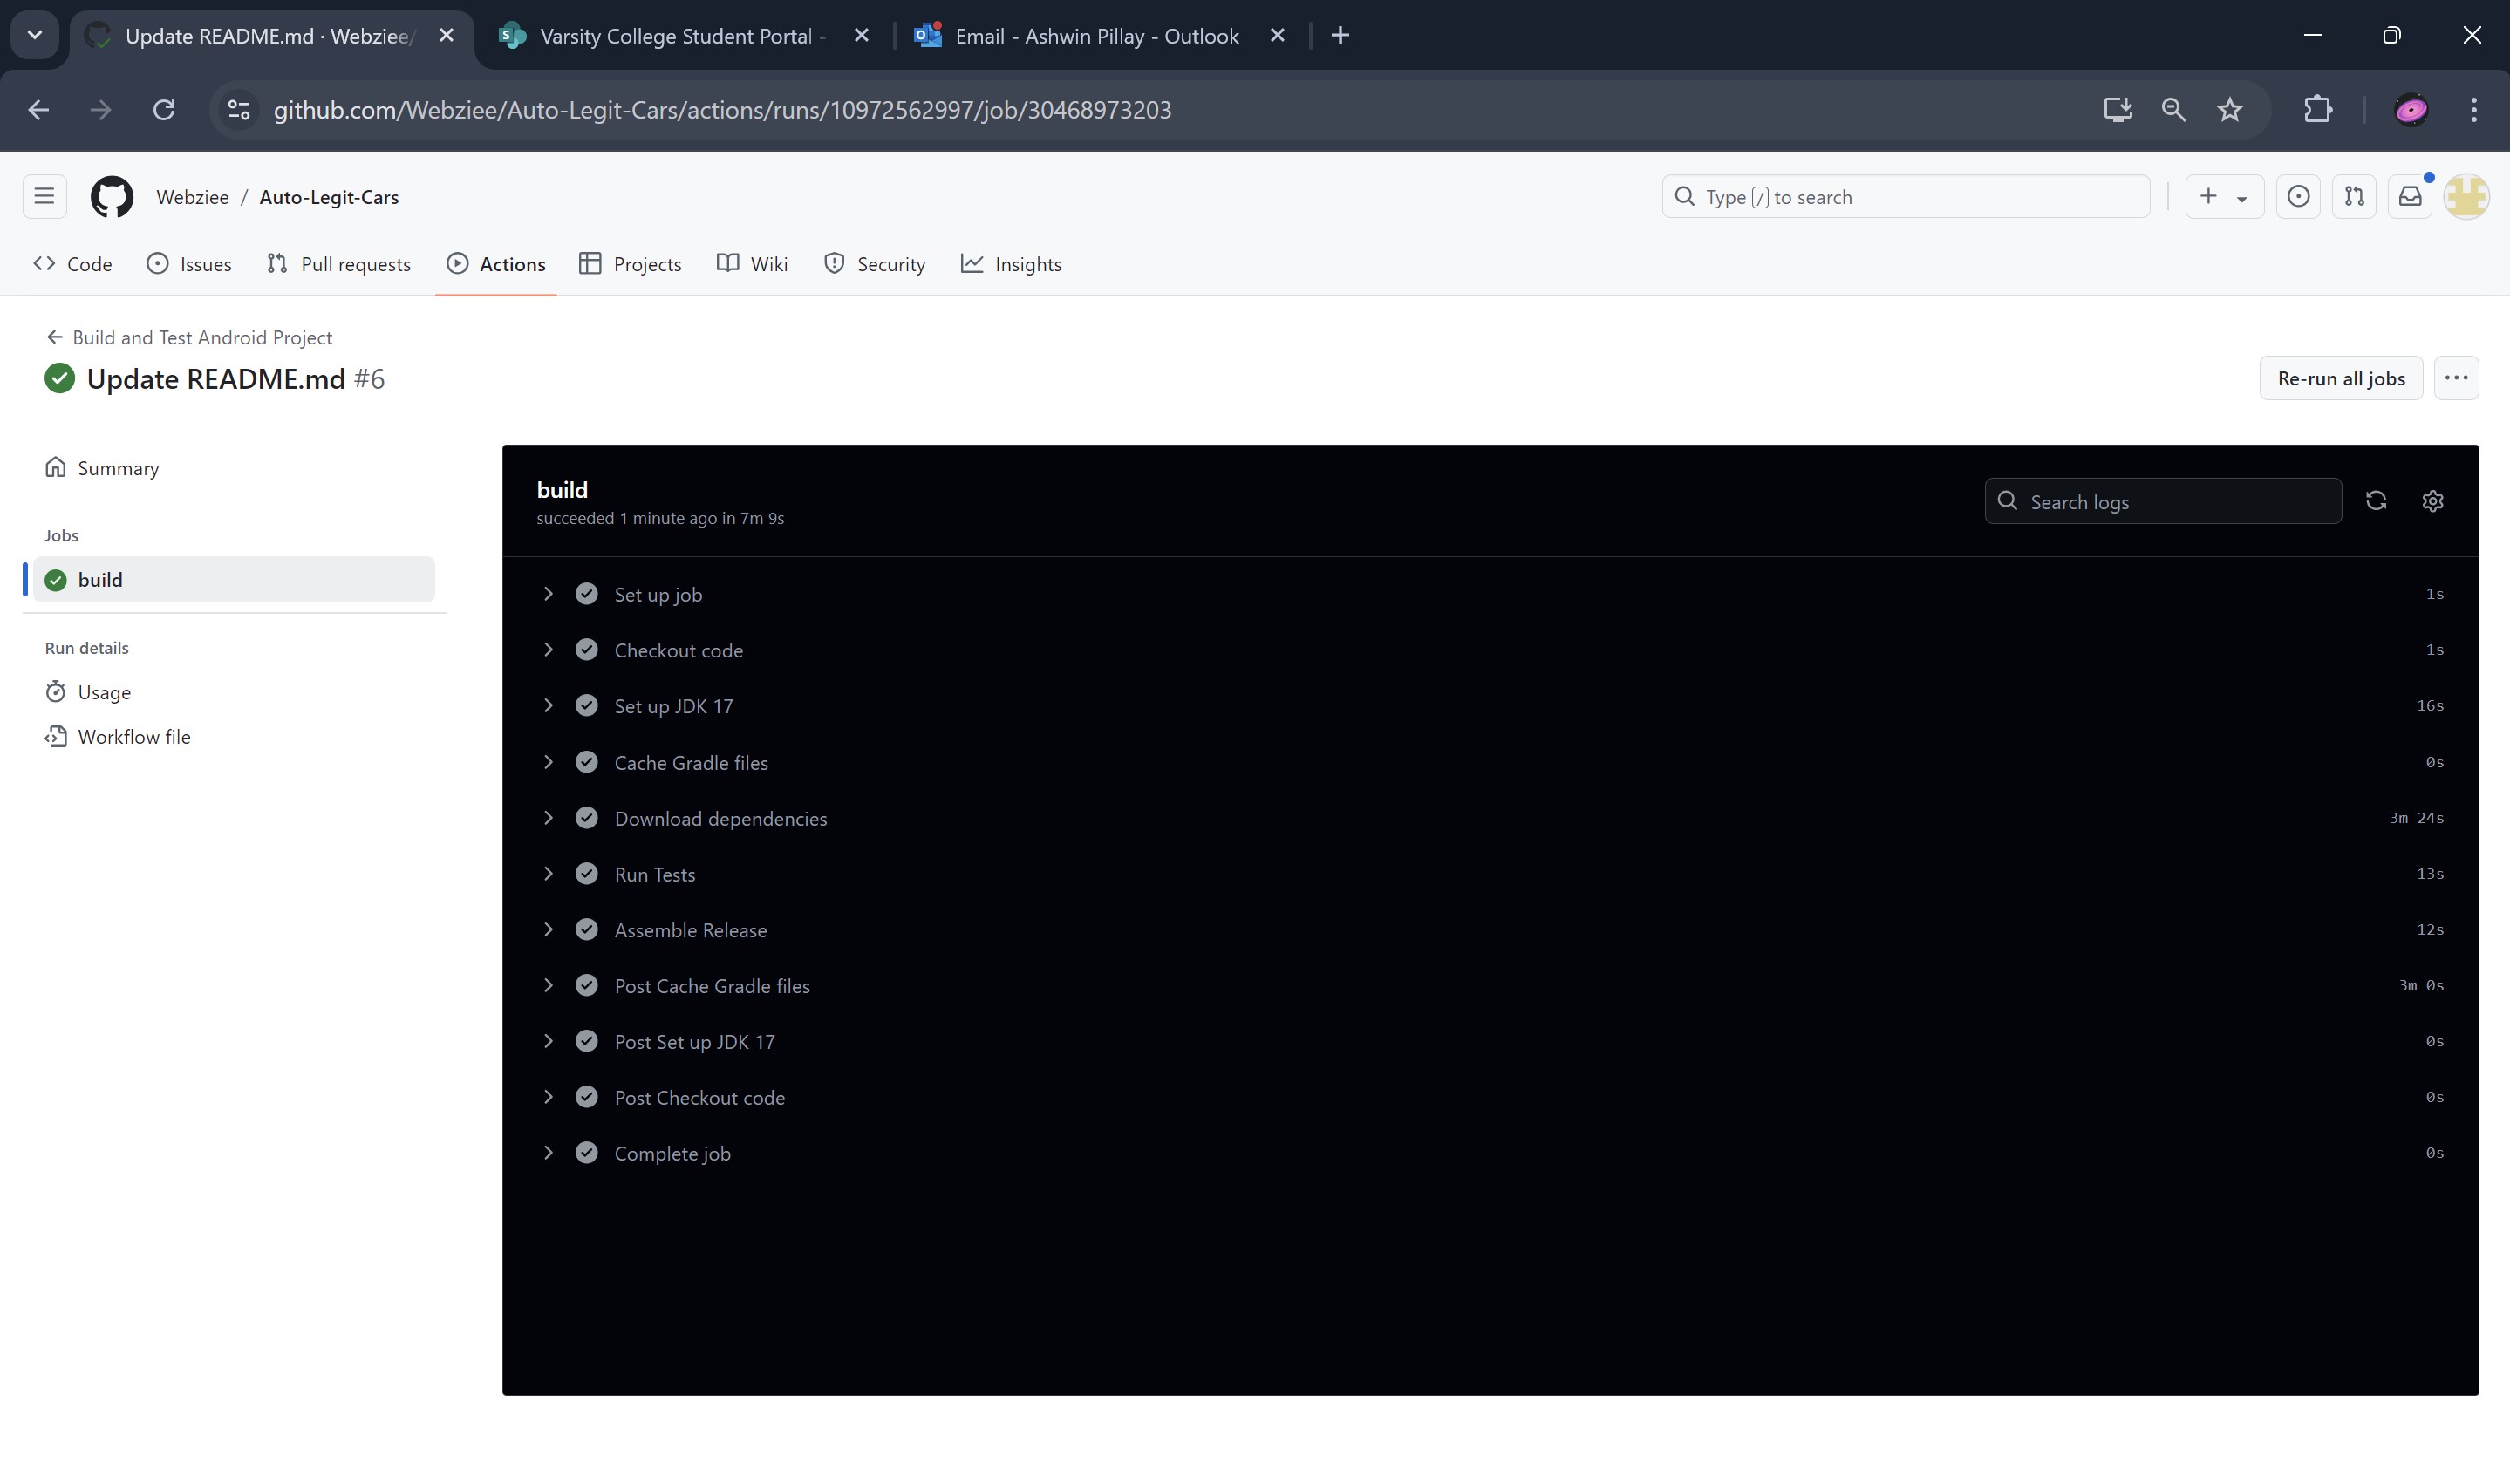 Update README.md · Webziee/
Varsity College Student Portal -
Email - Ashwin Pillay - Outlook
github.com/Webziee/Auto-Legit-Cars/actions/runs/10972562997/job/30468973203
Webziee / Auto-Legit-Cars
Type / to search
Code Issues Pull requests Actions Projects Wiki Security Insights
Build and Test Android Project
Update README.md #6
Re-run all jobs
Summary
Jobs
build
Run details
Usage
Workflow file
build
succeeded 1 minute ago in 7m 9s
Search logs
Set up job 1s
Checkout code 1s
Set up JDK 17 16s
Cache Gradle files 0s
Download dependencies 3m 24s
Run Tests 13s
Assemble Release 12s
Post Cache Gradle files 3m 0s
Post Set up JDK 17 0s
Post Checkout code 0s
Complete job 0s